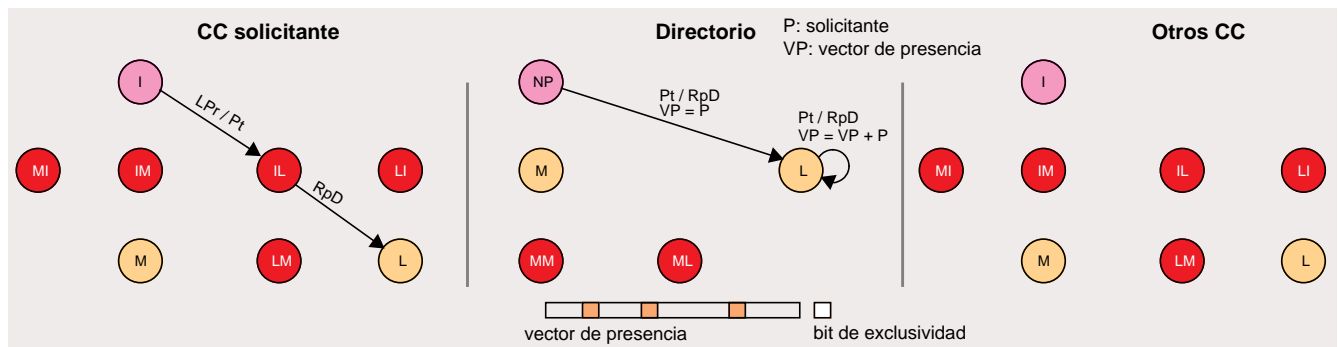 CC solicitante
Directorio
P: solicitante
VP: vector de presencia
Otros CC
I
LPr / Pt
MI
IM
IL
LI
RpD
M
LM
L
NP
Pt / RpD
VP = P
Pt / RpD
VP = VP + P
M
L
MM
ML
vector de presencia
bit de exclusividad
I
MI
IM
IL
LI
M
LM
L